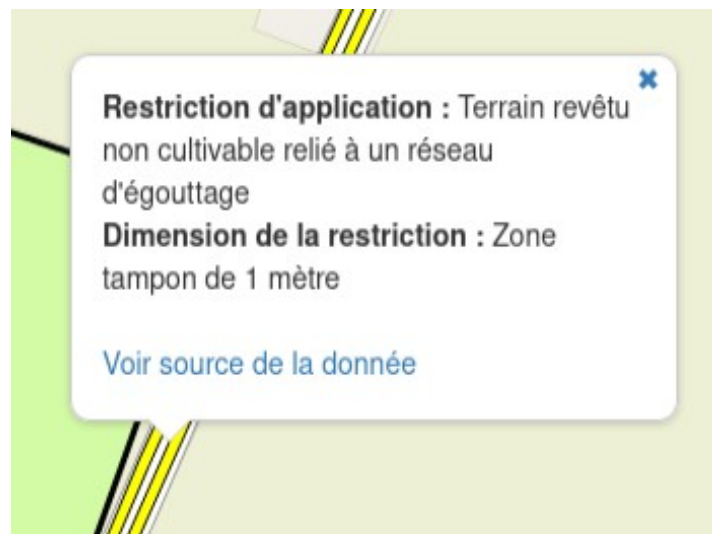 Restriction d'application : Terrain revêtu
non cultivable relié à un réseau
d'égouttage
Dimension de la restriction : Zone
tampon de 1 mètre
Voir source de la donnée